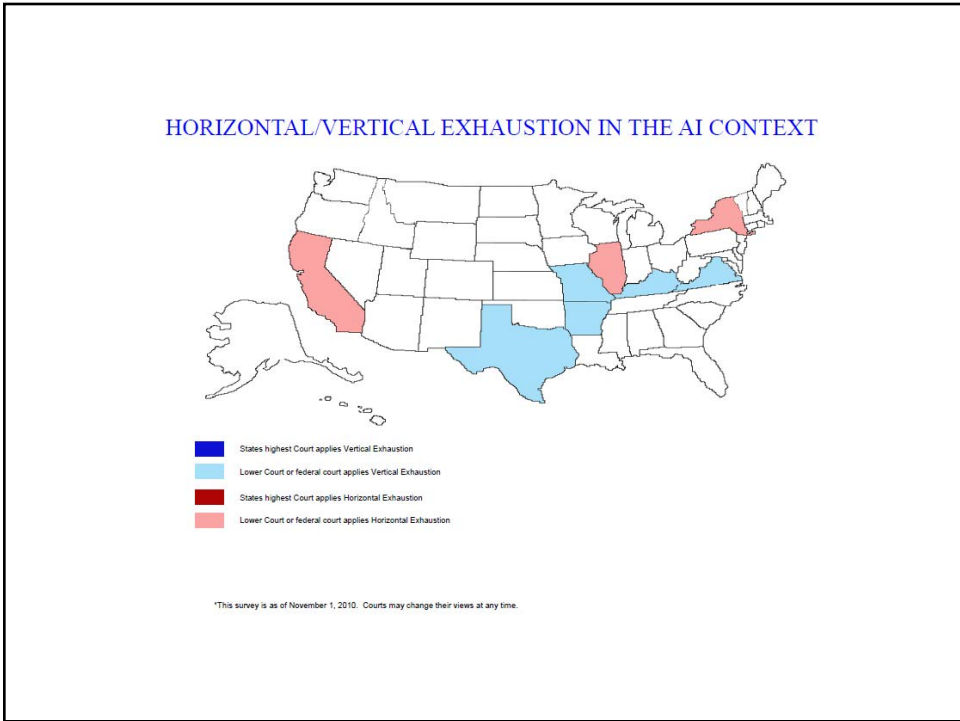 HORIZONTAL/VERTICAL EXHAUSTION IN THE AI CONTEXT
States highest Court applies Vertical Exhaustion
Lower Court or federal court applies Vertical Exhaustion
States highest Court applies Horizontal Exhaustion
Lower Court or federal court applies Horizontal Exhaustion
*This survey is as of November 1, 2010. Courts may change their views at any time.